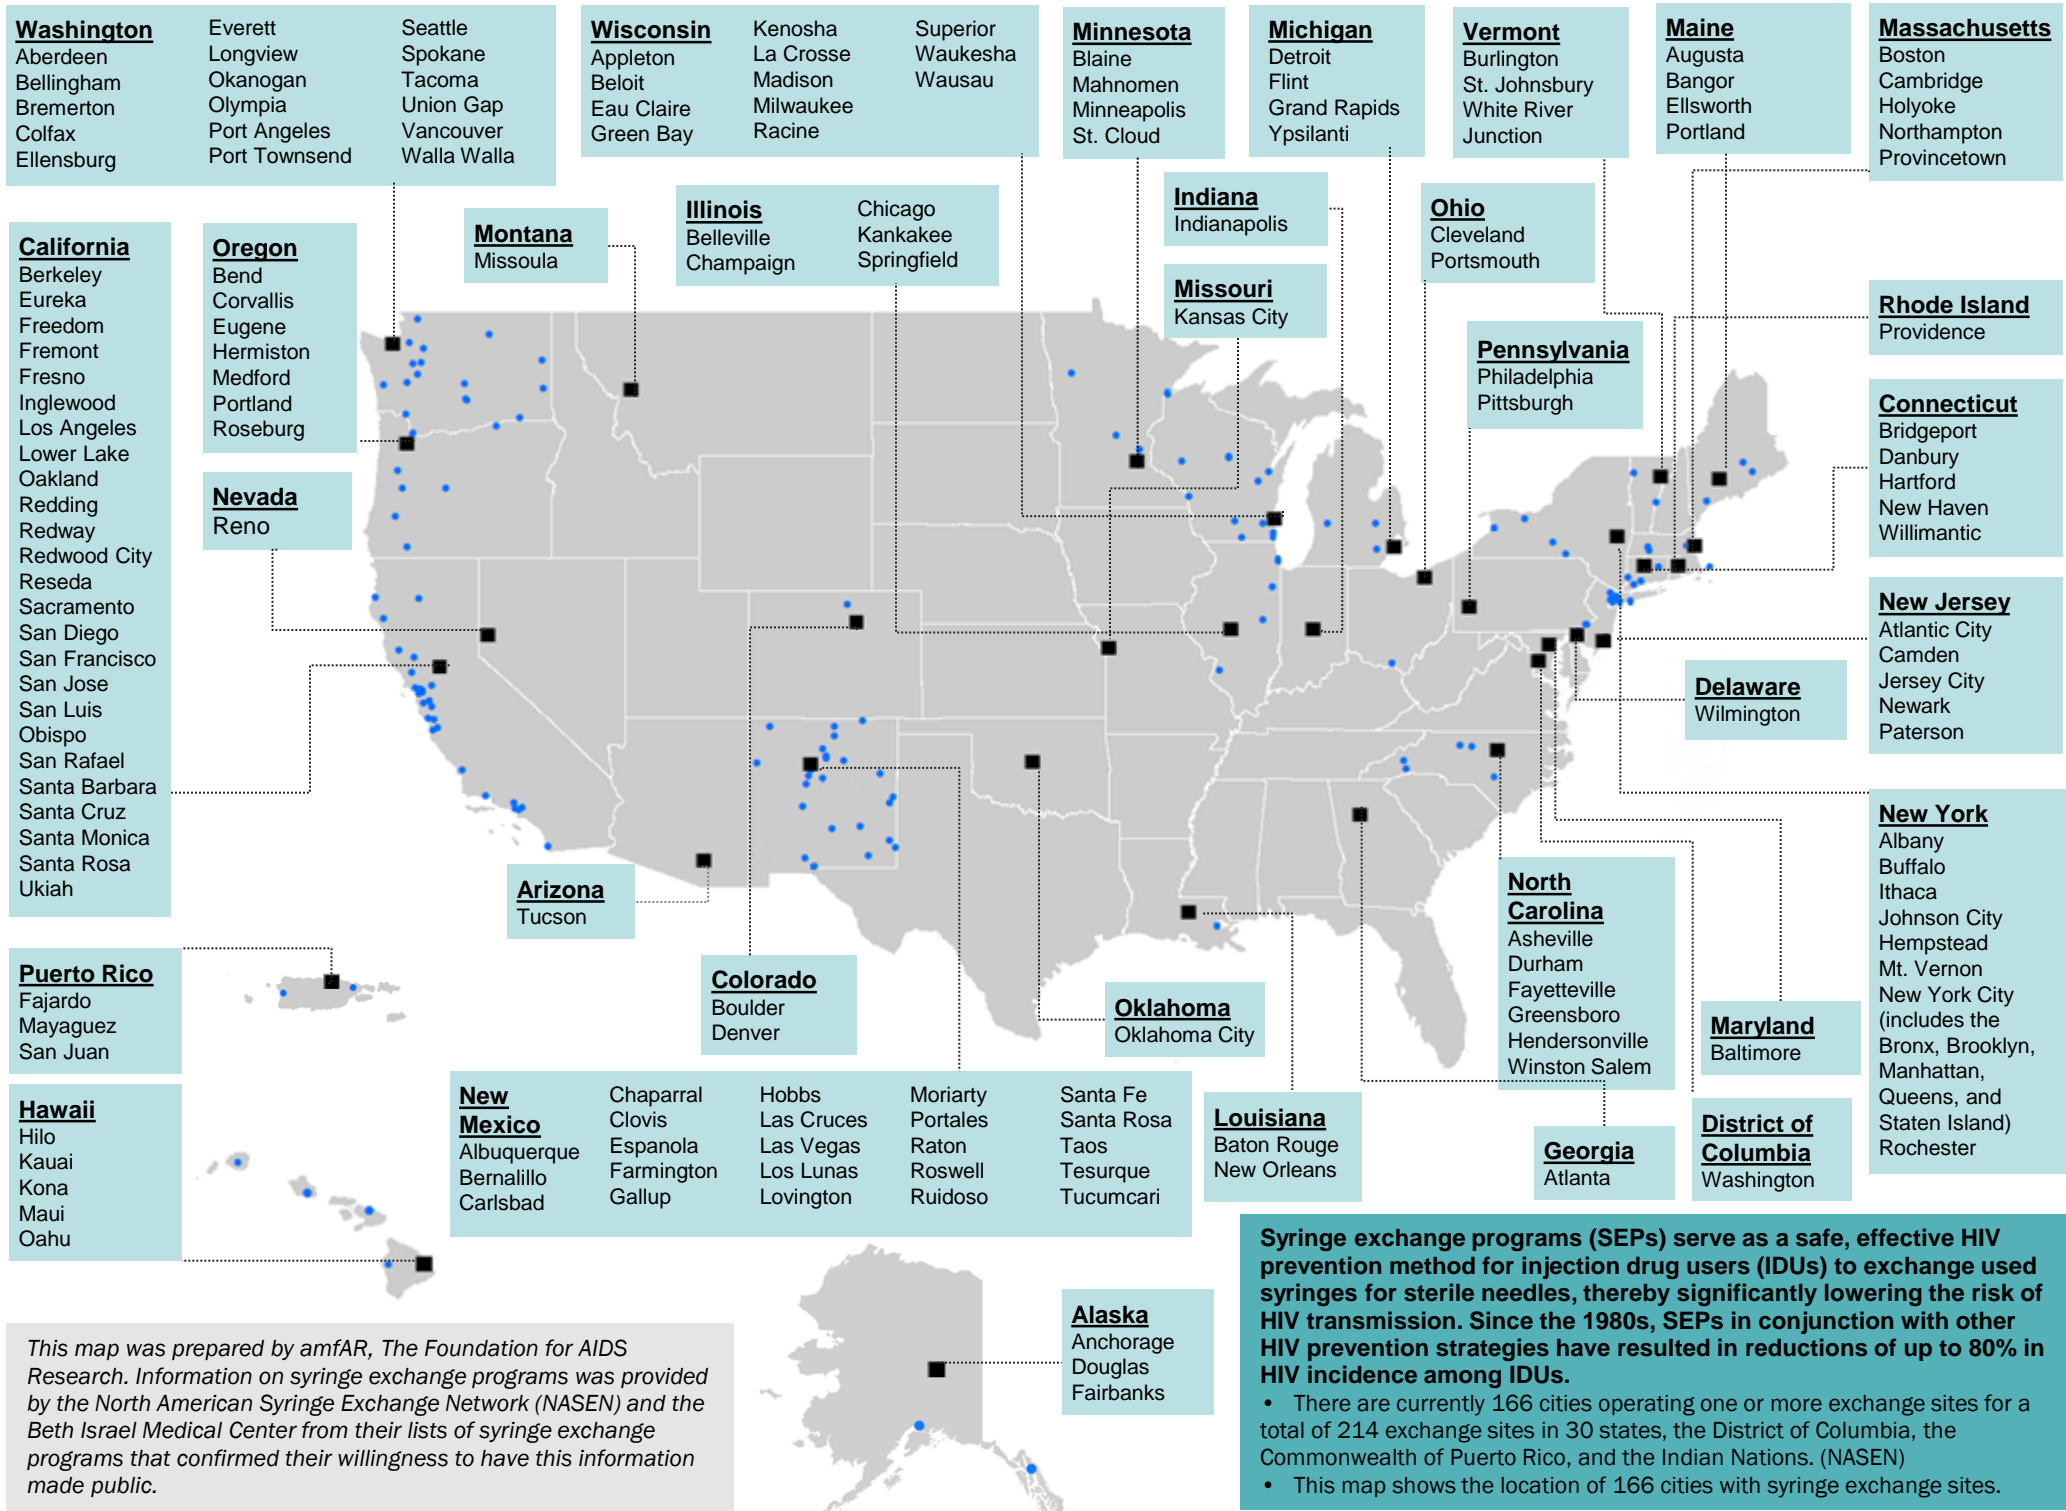 Washington
Aberdeen
Bellingham
Bremerton
Colfax
Ellensburg
Everett
Longview
Okanogan
Olympia
Port Angeles
Port Townsend
Seattle
Spokane
Tacoma
Union Gap
Vancouver
Walla Walla
Wisconsin
Appleton
Beloit
Eau Claire
Green Bay
Kenosha
La Crosse
Madison
Milwaukee
Racine
Superior
Waukesha
Wausau
Minnesota
Blaine
Mahnomen
Minneapolis
St. Cloud
Michigan
Detroit
Flint
Grand Rapids
Ypsilanti
Vermont
Burlington
St. Johnsbury
White River
Junction
Maine
Augusta
Bangor
Ellsworth
Portland
Massachusetts
Boston
Cambridge
Holyoke
Northampton
Provincetown
California
Berkeley
Eureka
Freedom
Fremont
Fresno
Inglewood
Los Angeles
Lower Lake
Oakland
Redding
Redway
Redwood City
Reseda
Sacramento
San Diego
San Francisco
San Jose
San Luis
Obispo
San Rafael
Santa Barbara
Santa Cruz
Santa Monica
Santa Rosa
Ukiah
Oregon
Bend
Corvallis
Eugene
Hermiston
Medford
Portland
Roseburg
Montana
Missoula
Illinois
Belleville
Champaign
Chicago
Kankakee
Springfield
Indiana
Indianapolis
Missouri
Kansas City
Ohio
Cleveland
Portsmouth
Pennsylvania
Philadelphia
Pittsburgh
Rhode Island
Providence
Connecticut
Bridgeport
Danbury
Hartford
New Haven
Willimantic
Nevada
Reno
New Jersey
Atlantic City
Camden
Jersey City
Newark
Paterson
Delaware
Wilmington
New York
Albany
Buffalo
Ithaca
Johnson City
Hempstead
Mt. Vernon
New York City
(includes the
Bronx, Brooklyn,
Manhattan,
Queens, and
Staten Island)
Rochester
Arizona
Tucson
North
Carolina
Asheville
Durham
Fayetteville
Greensboro
Hendersonville
Winston Salem
Puerto Rico
Fajardo
Mayaguez
San Juan
Colorado
Boulder
Denver
Oklahoma
Oklahoma City
Maryland
Baltimore
Hawaii
Hilo
Kauai
Kona
Maui
Oahu
New
Mexico
Albuquerque
Bernalillo
Carlsbad
Chaparral
Clovis
Espanola
Farmington
Gallup
Hobbs
Las Cruces
Las Vegas
Los Lunas
Lovington
Moriarty
Portales
Raton
Roswell
Ruidoso
Santa Fe
Santa Rosa
Taos
Tesurque
Tucumcari
Louisiana
Baton Rouge
New Orleans
Georgia
Atlanta
District of
Columbia
Washington
Alaska
Anchorage
Douglas
Fairbanks
This map was prepared by amfAR, The Foundation for AIDS
Research. Information on syringe exchange programs was provided
by the North American Syringe Exchange Network (NASEN) and the
Beth Israel Medical Center from their lists of syringe exchange
programs that confirmed their willingness to have this information
made public.
Syringe exchange programs (SEPs) serve as a safe, effective HIV
prevention method for injection drug users (IDUs) to exchange used
syringes for sterile needles, thereby significantly lowering the risk of
HIV transmission. Since the 1980s, SEPs in conjunction with other
HIV prevention strategies have resulted in reductions of up to 80% in
HIV incidence among IDUs.
• There are currently 166 cities operating one or more exchange sites for a
total of 214 exchange sites in 30 states, the District of Columbia, the
Commonwealth of Puerto Rico, and the Indian Nations. (NASEN)
• This map shows the location of 166 cities with syringe exchange sites.